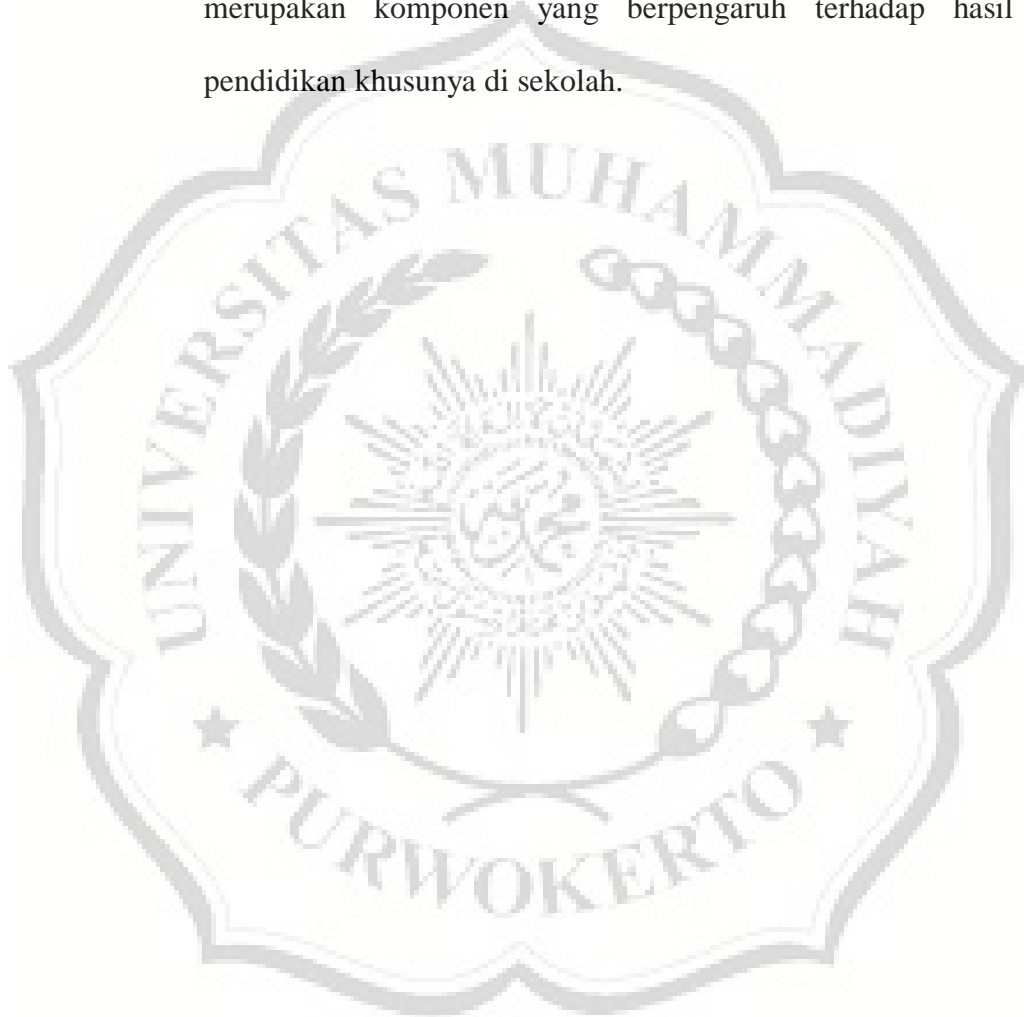 merupakan komponen yang berpengaruh terhadap hasil
pendidikan khusunya di sekolah.
UNIVERSITAS MUHAMMADIYAH
PURWOKERTO